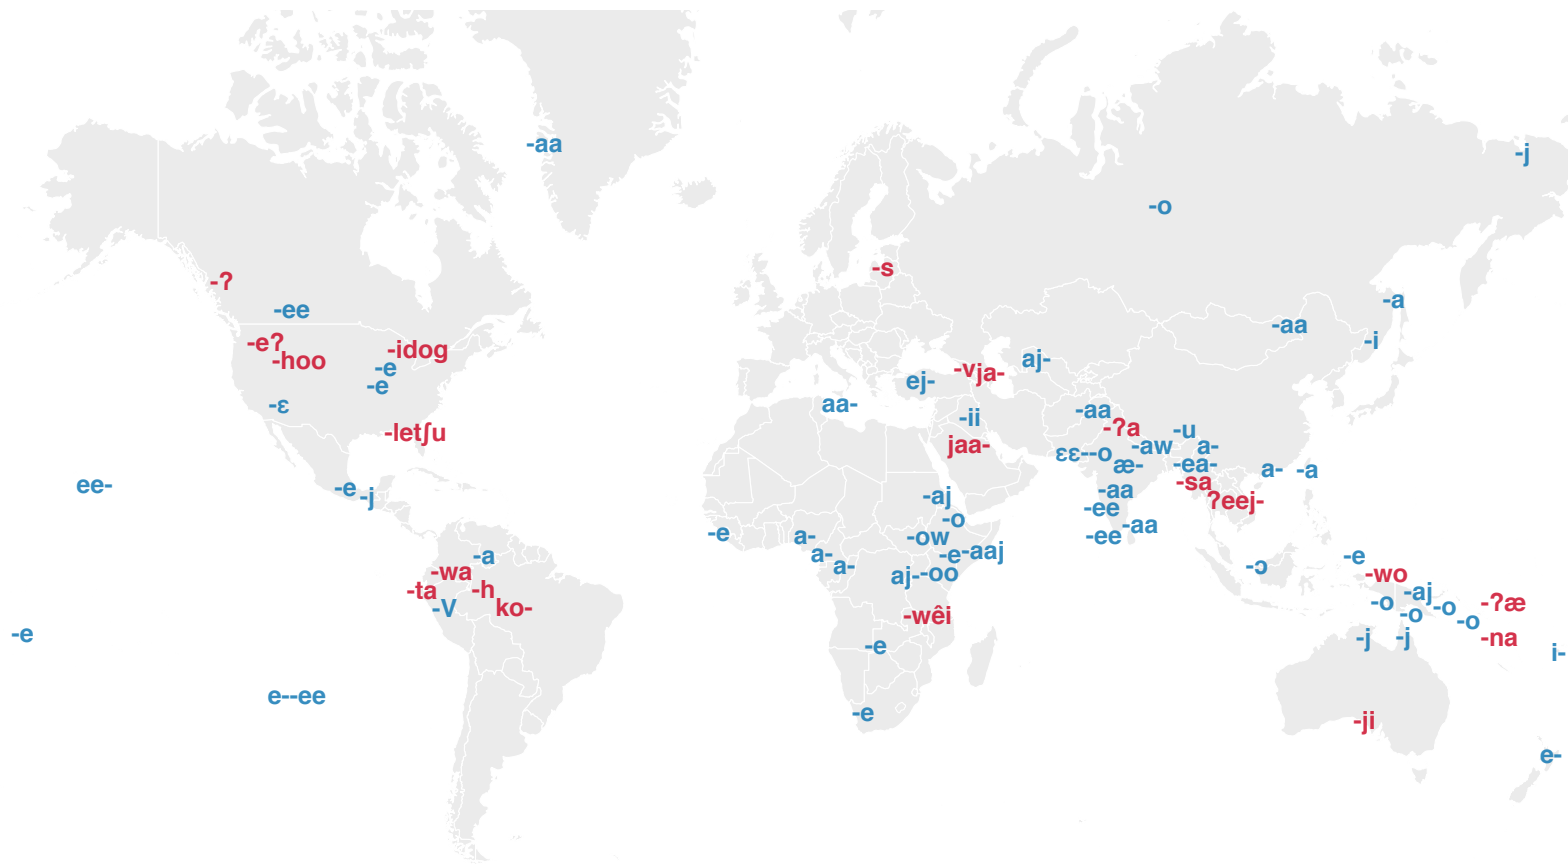 -aa
-j
-o
-s
-ʔ
-a
-ee
-aa
-i
-eʔ
-idog
-hoo
-e
-e
-v
ja-
aj-
ej-
-ɛ
aa-
-aa
-ii
-letʃu
-ʔa
-u
jaa-
-aw
a-
ɛɛ--o
æ-
-ea-
a-
-a
ee-
-e
-j
-sa
-aj
-aa
ʔeej-
-ee
-o
-aa
-e
a-
-ow
-ee
-a
a-
-e
-aaj
-e
-wa
a-
aj-
-oo
-ɔ
-wo
-ta
-h
-V
ko-
-wêi
-aj
-o
-o
-o
-o
-ʔæ
-e
-e
-j
-j
-na
i-
e--ee
-e
-ji
e-